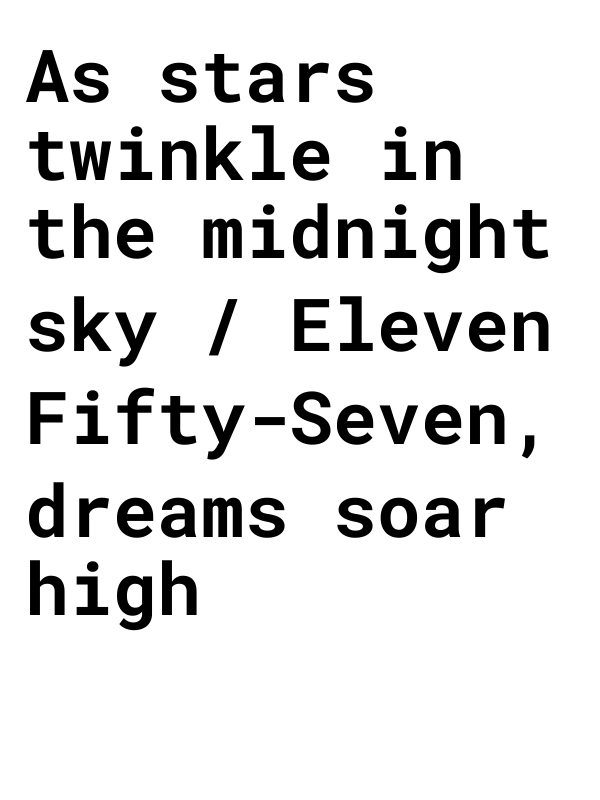 As stars
twinkle in
the midnight
sky / Eleven
Fifty-Seven,
dreams soar
high